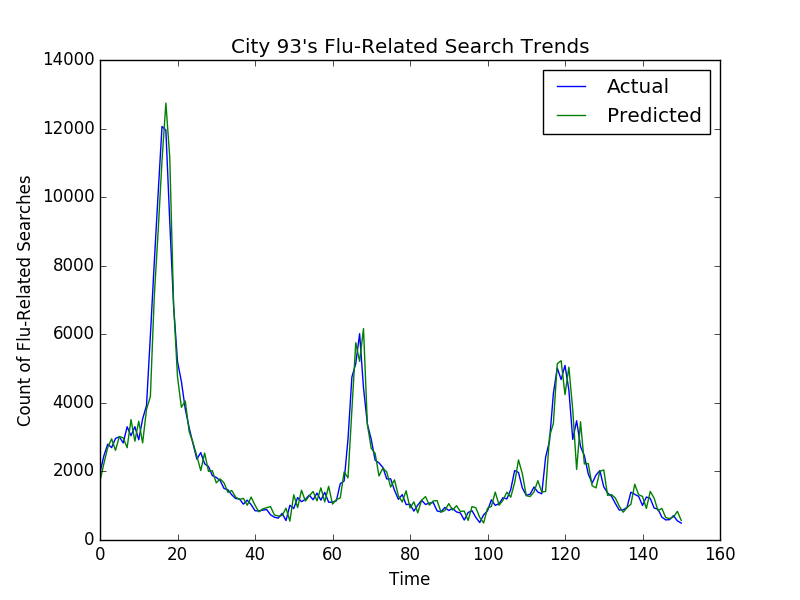 City 93's Flu-Related Search Trends
Actual
Predicted
Count of Flu-Related Searches
14000
12000
10000
8000
6000
4000
2000
0
0 20 40 60 80 100 120 140 160
Time